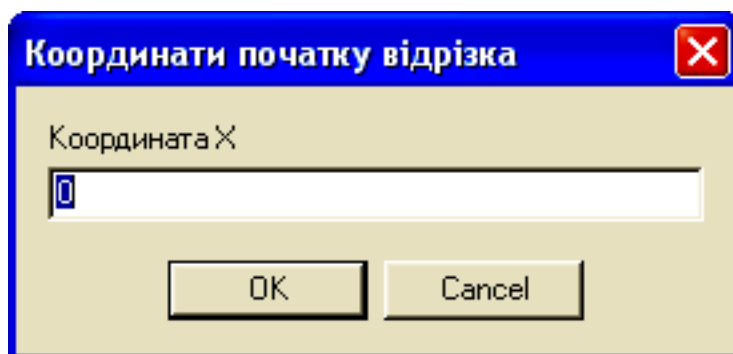 Координати початку відрізка
Координата X
0
OK
Cancel